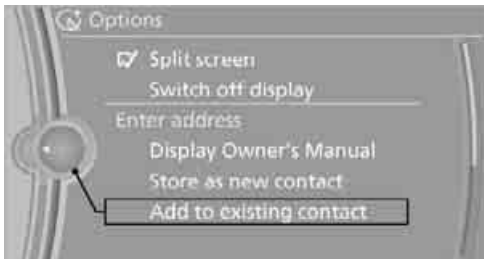 Options
Split screen
Switch off display
Enter address
Display Owner's Manual
Store as new contact
Add to existing contact